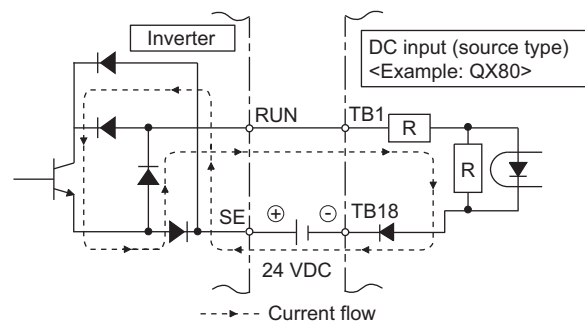 Inverter
DC input (source type)
<Example: QX80>
RUN
TB1
R
R
SE
+
-
TB18
24 VDC
Current flow